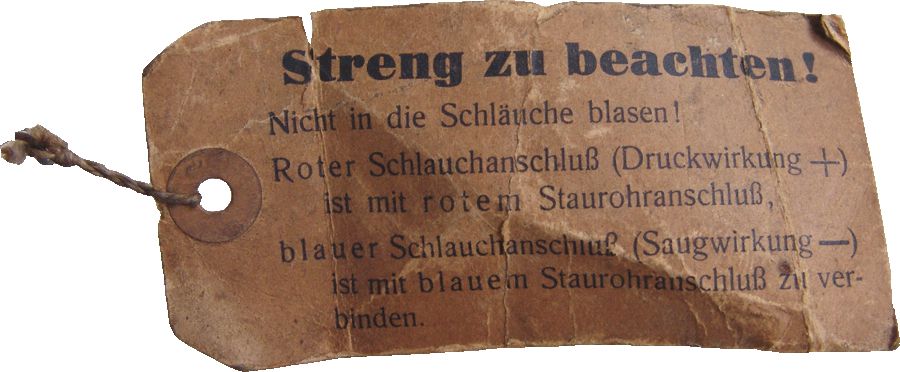 Streng zu beachten!
Nicht in die Schläuche blasen!
Roter Schlauchanschluß (Druckwirkung +)
ist mit rotem Staurohranschluß,
blauer Schlauchanschluß (Saugwirkung —)
ist mit blauem Staurohranschluß zu ver-
binden.